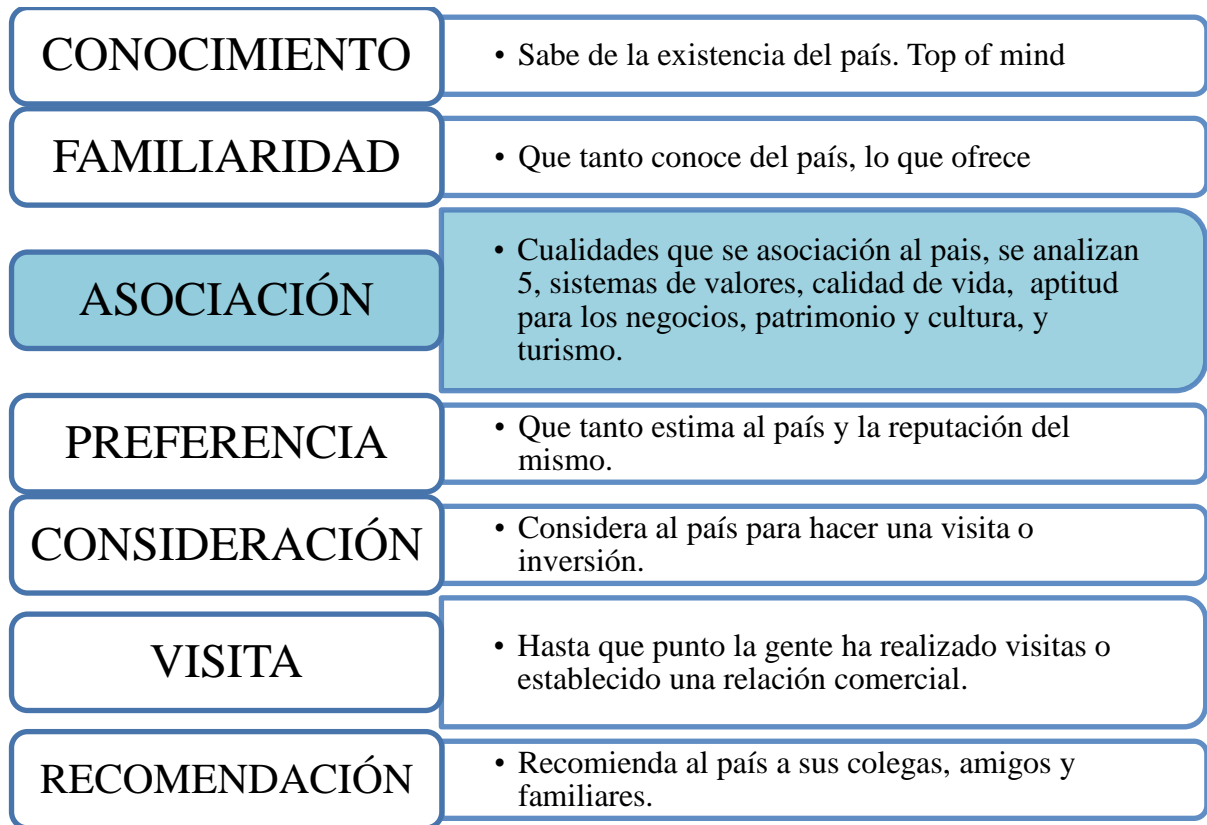 CONOCIMIENTO
• Sabe de la existencia del país. Top of mind
FAMILIARIDAD
• Que tanto conoce del país, lo que ofrece
ASOCIACIÓN
• Cualidades que se asociación al pais, se analizan
5, sistemas de valores, calidad de vida, aptitud
para los negocios, patrimonio y cultura, y
turismo.
PREFERENCIA
• Que tanto estima al país y la reputación del
mismo.
CONSIDERACIÓN
• Considera al país para hacer una visita o
inversión.
VISITA
• Hasta que punto la gente ha realizado visitas o
establecido una relación comercial.
RECOMENDACIÓN
• Recomienda al país a sus colegas, amigos y
familiares.